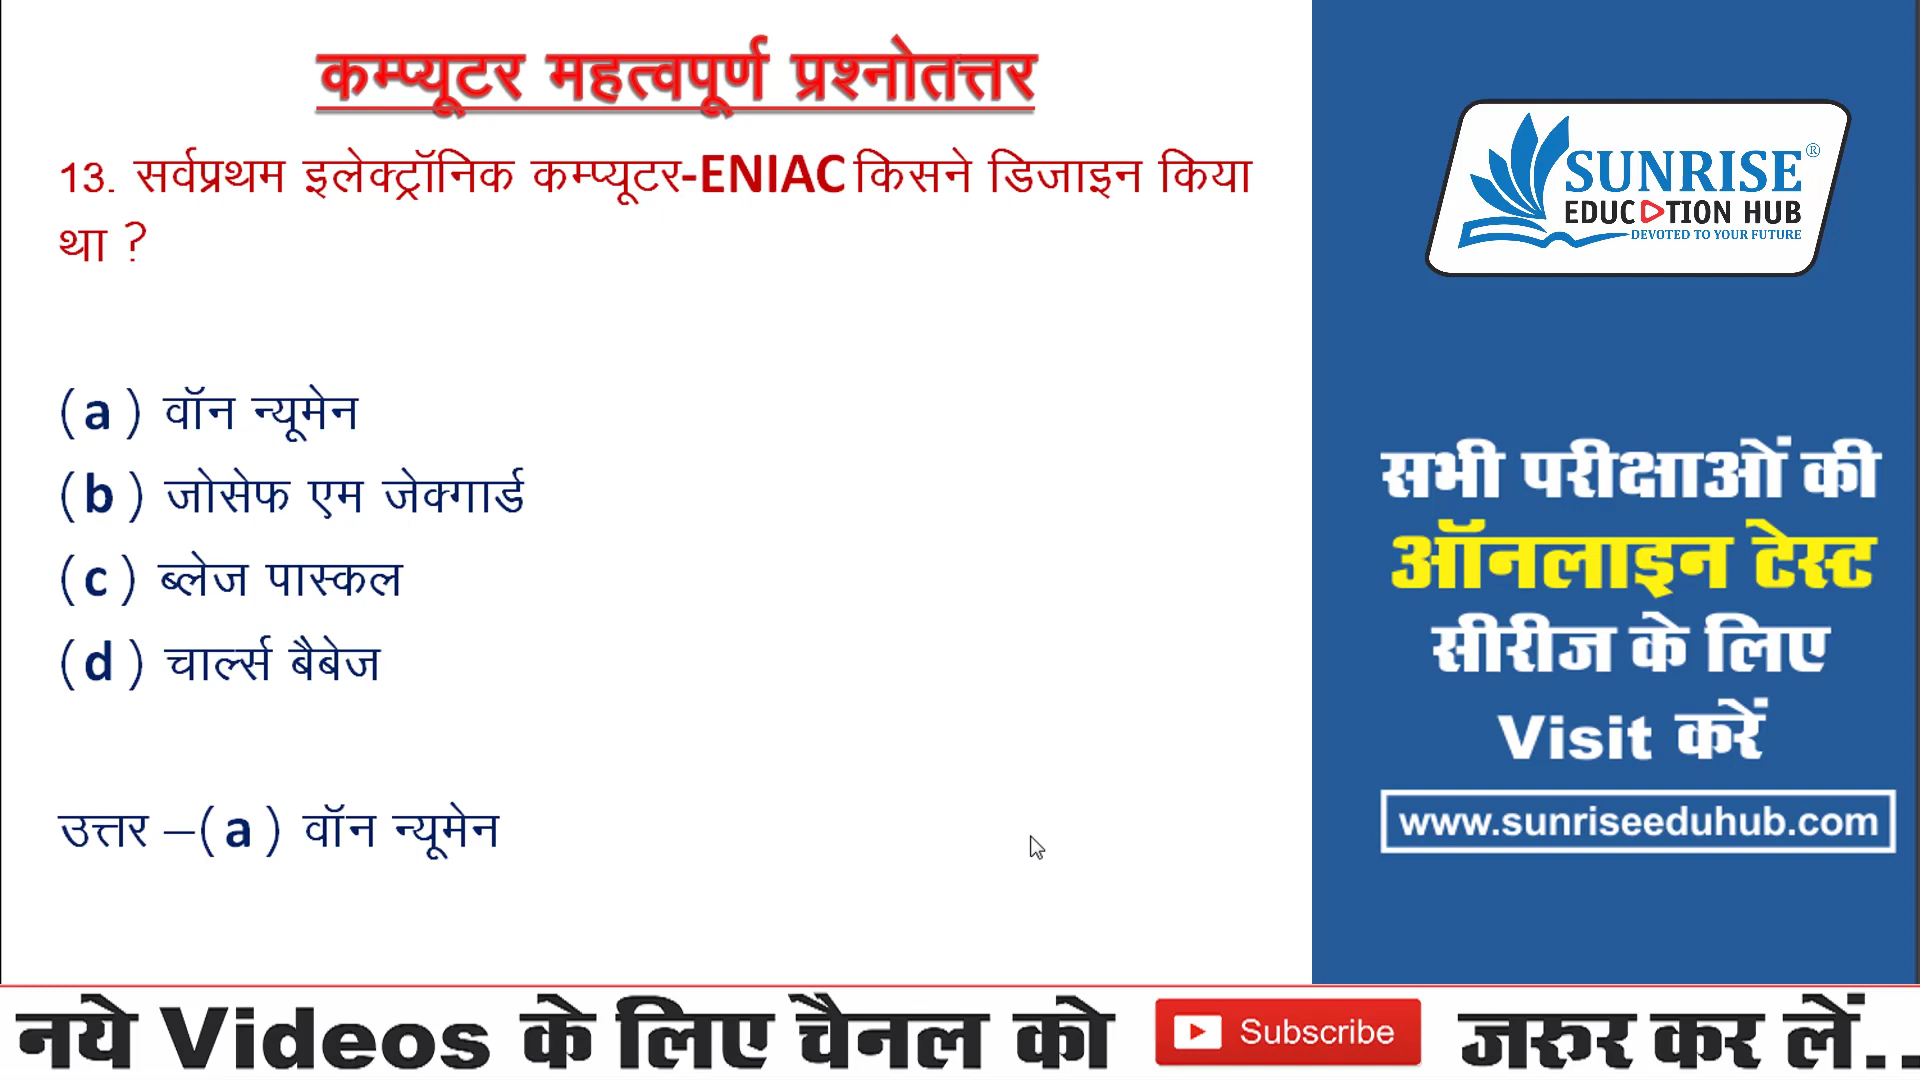 कम्प्यूटर महत्वपूर्ण प्रश्नोतत्तर
13. सर्वप्रथम इलेक्ट्रॉनिक कम्प्यूटर-ENIAC किसने डिजाइन किया
था ?
(a) वॉन न्यूमेन
(b) जोसेफ एम जेक्गार्ड
(c) ब्लेज पास्कल
(d) चार्ल्स बैबेज
उत्तर –(a) वॉन न्यूमेन
SUNRISE®
EDUCATION HUB
DEVOTED TO YOUR FUTURE
सभी परीक्षाओं की
ऑनलाइन टेस्ट
सीरीज के लिए
Visit करें
www.sunriseeduhub.com
नये Videos के लिए चैनल को Subscribe जरुर कर लें..